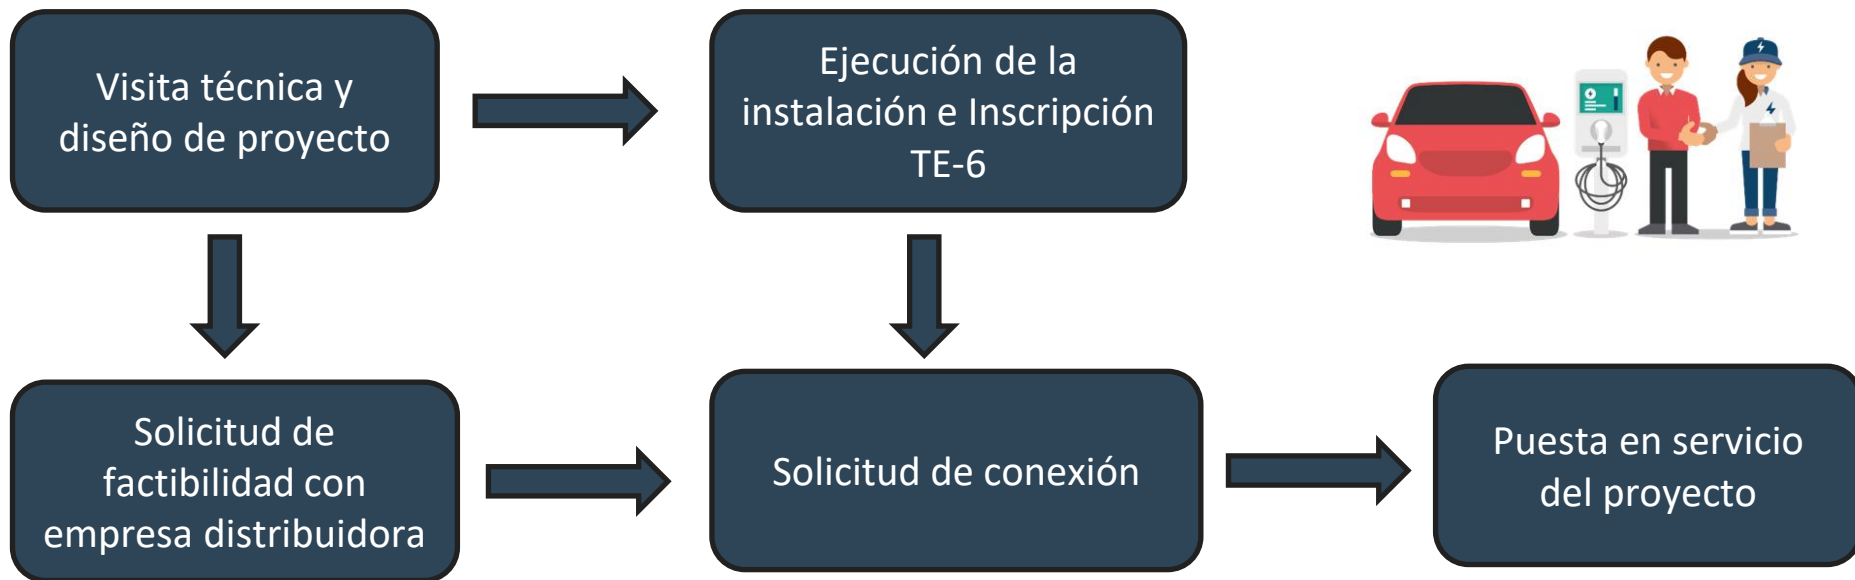 Visita técnica y
diseño de proyecto
Ejecución de la
instalación e Inscripción
TE-6
Solicitud de
factibilidad con
empresa distribuidora
Solicitud de conexión
Puesta en servicio
del proyecto